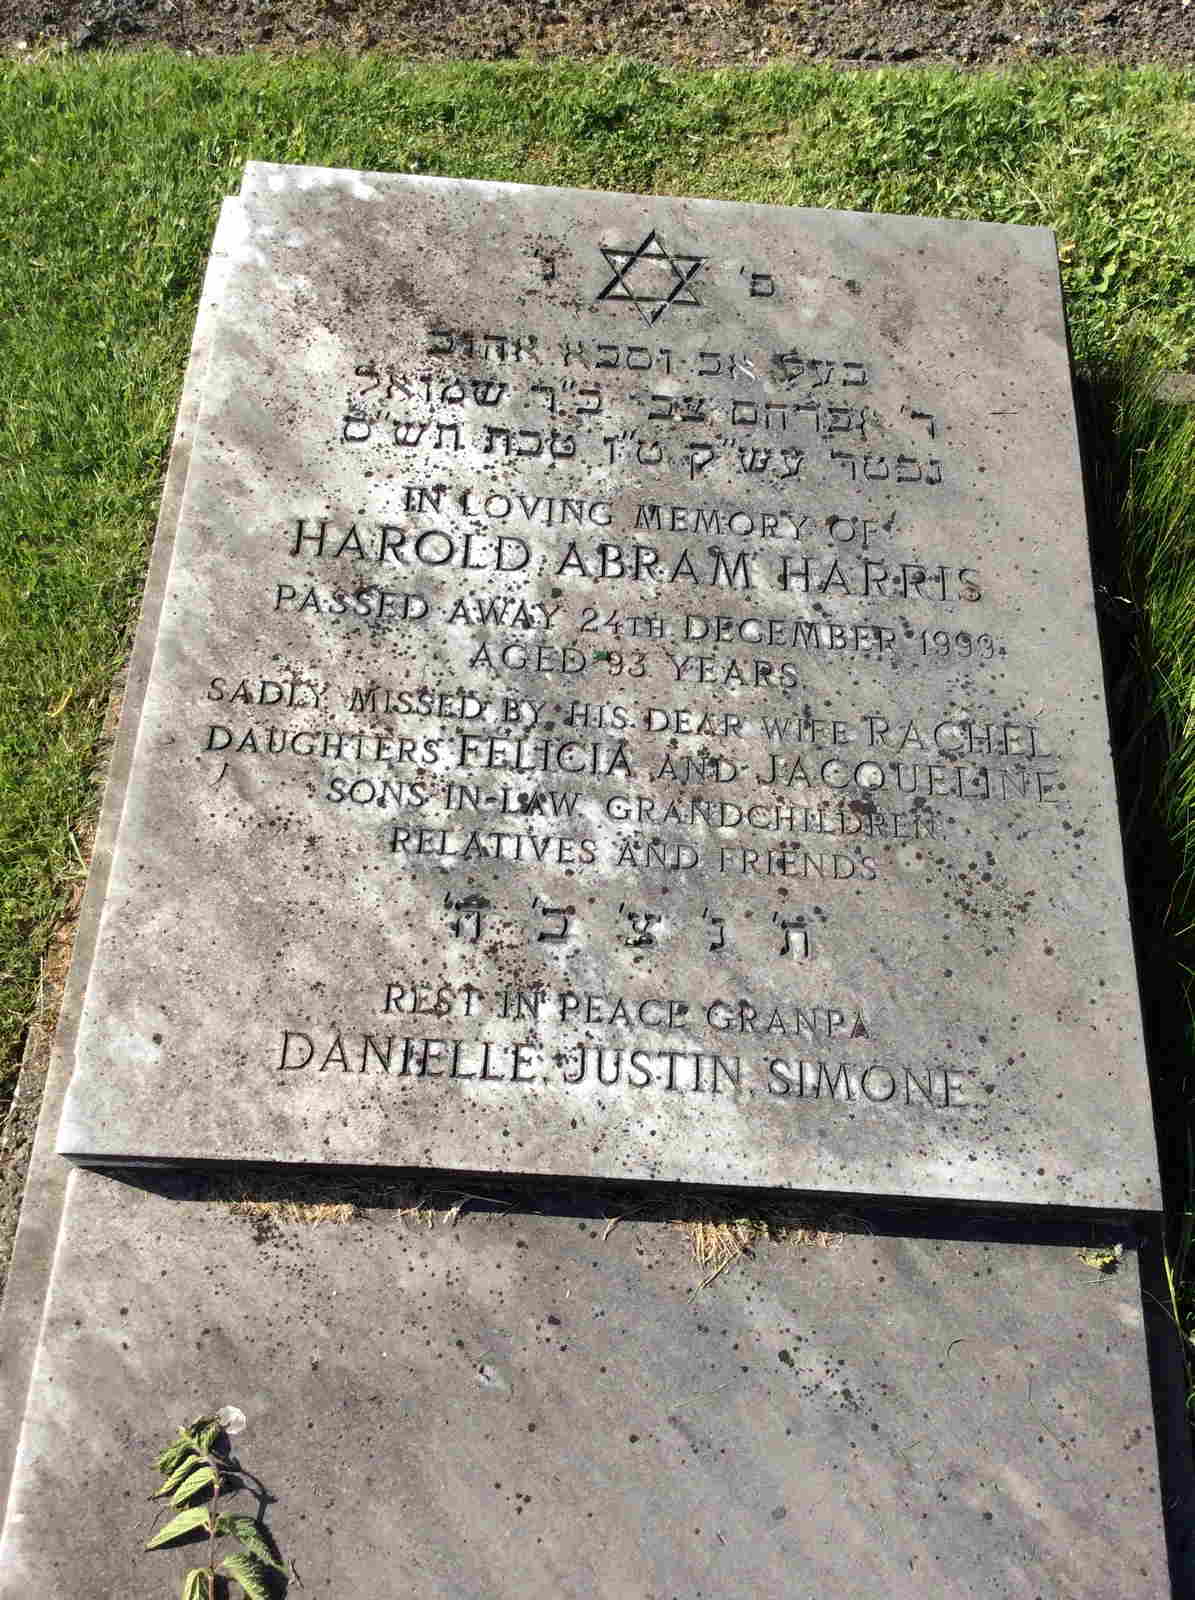 פ' נ'
בעל אב וסבא אהוב
ר' אברהם צבי ב"ר שמואל
נפטר עש"ק ט"ו טבת תש"ס
IN LOVING MEMORY OF
HAROLD ABRAM HARRIS
PASSED AWAY 24TH DECEMBER 1999
AGED 93 YEARS
SADLY MISSED BY HIS DEAR WIFE RACHEL
DAUGHTERS FELICIA AND JACQUELINE
SONS IN-LAW GRANDCHILDREN
RELATIVES AND FRIENDS
ת' נ' צ' ב' ה'
REST IN PEACE GRANPA
DANIELLE JUSTIN SIMONE